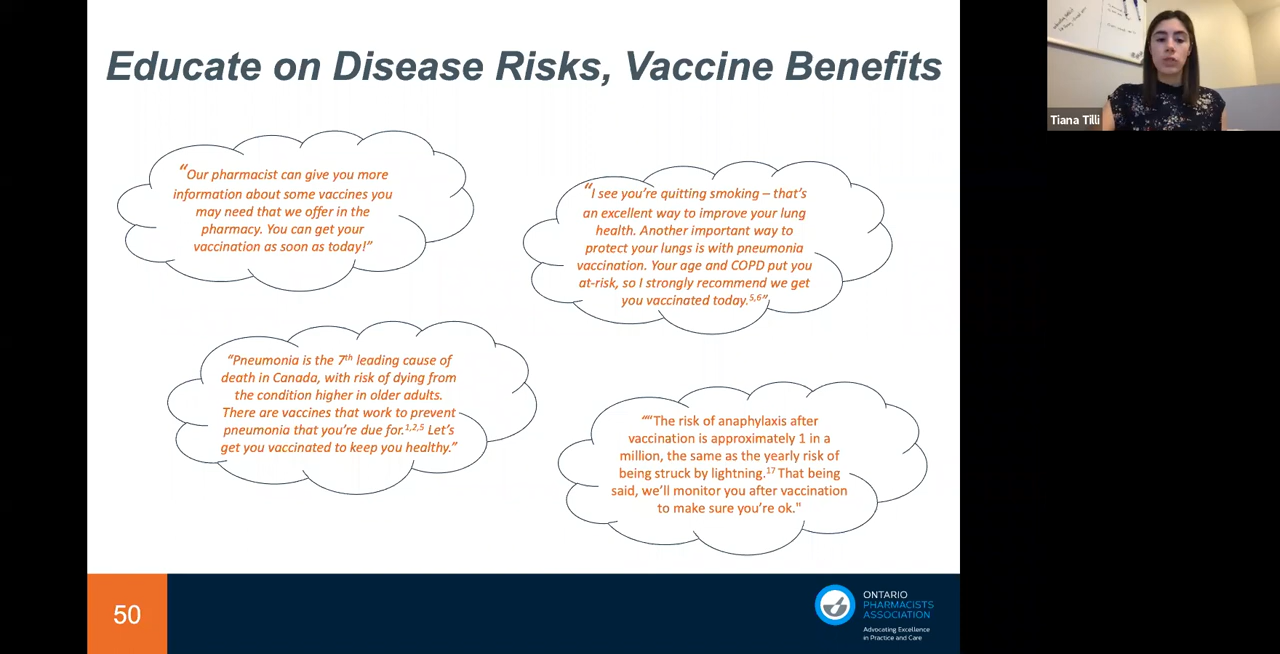 Educate on Disease Risks, Vaccine Benefits
“Our pharmacist can give you more
information about some vaccines you
may need that we offer in the
pharmacy. You can get your
vaccination as soon as today!”
“I see you’re quitting smoking – that’s
an excellent way to improve your lung
health. Another important way to
protect your lungs is with pneumonia
vaccination. Your age and COPD put you
at-risk, so I strongly recommend we get
you vaccinated today.5,6”
“Pneumonia is the 7th leading cause of
death in Canada, with risk of dying from
the condition higher in older adults.
There are vaccines that work to prevent
pneumonia that you’re due for.1,2,5 Let’s
get you vaccinated to keep you healthy.”
““The risk of anaphylaxis after
vaccination is approximately 1 in a
million, the same as the yearly risk of
being struck by lightning.17 That being
said, we’ll monitor you after vaccination
to make sure you’re ok."
50
ONTARIO
PHARMACISTS
ASSOCIATION
Advocating Excellence
in Practice and Care
Tiana Tilli